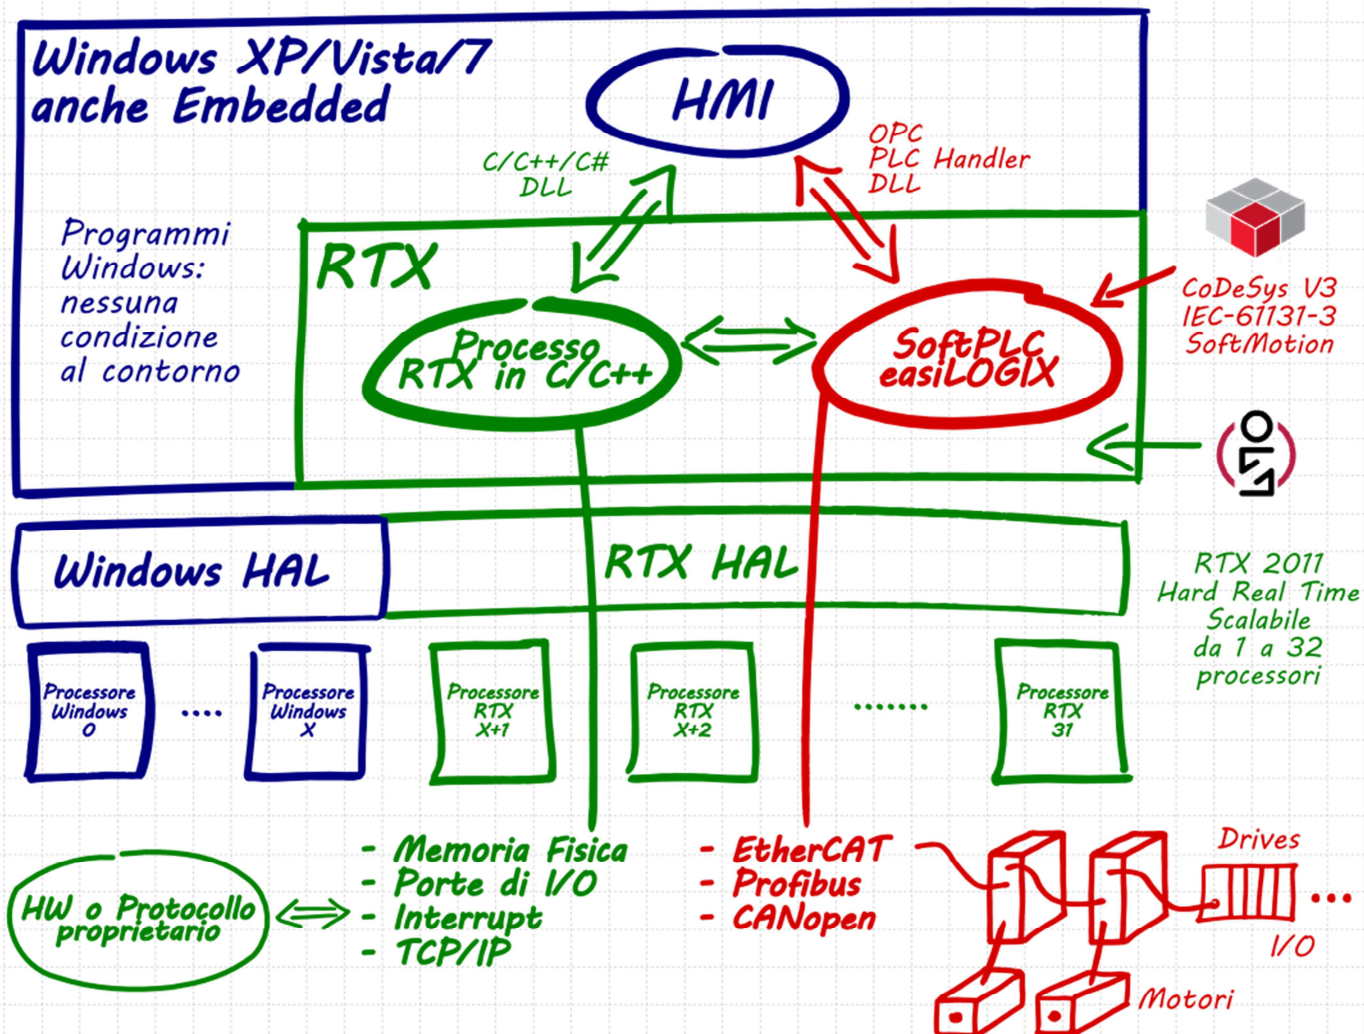 Windows XP/Vista/7
anche Embedded
HMI
C/C++/C#
DLL
OPC
PLC Handler
DLL
Programmi
Windows:
nessuna
condizione
al contorno
RTX
Processo
RTX in C/C++
SoftPLC
easiLOGIX
CoDeSys V3
IEC-61131-3
SoftMotion
Windows HAL
RTX HAL
RTX 2011
Hard Real Time
Scalabile
da 1 a 32
processori
Processore
Windows
0
....
Processore
Windows
X
Processore
RTX
X+1
Processore
RTX
X+2
.......
Processore
RTX
31
HW o Protocollo
proprietario
- Memoria Fisica
- Porte di I/O
- Interrupt
- TCP/IP
- EtherCAT
- Profibus
- CANopen
Drives
...
I/O
Motori